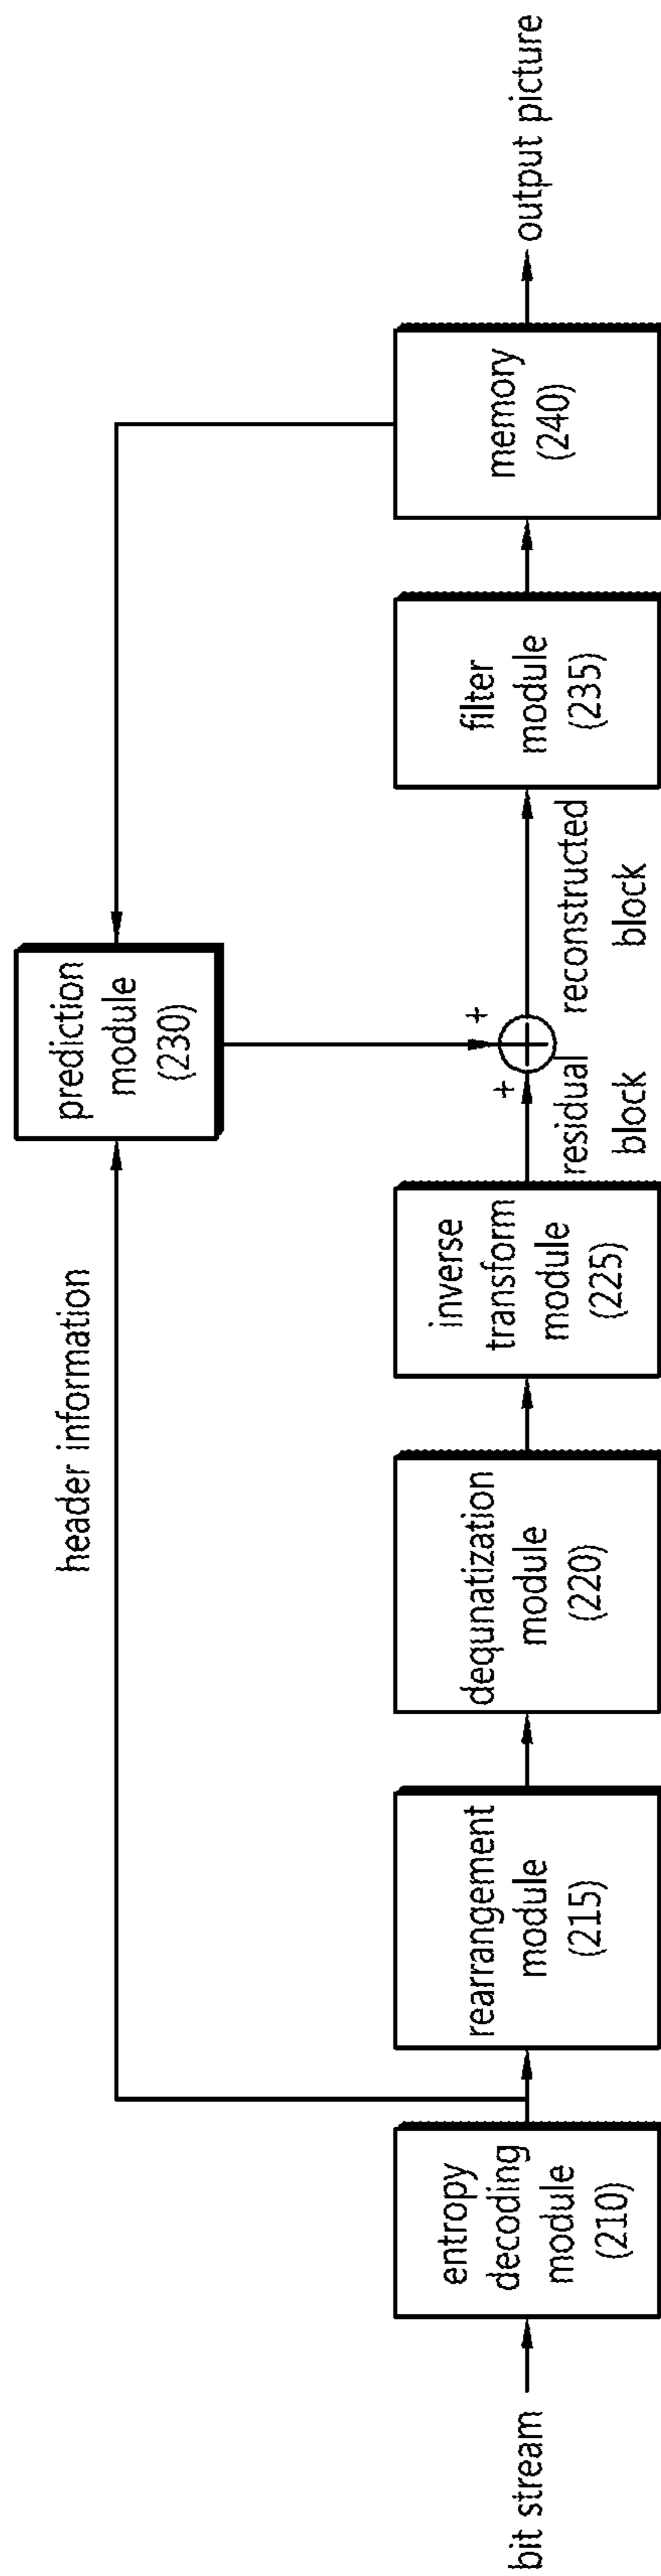 bit stream
entropy
decoding
module
(210)
header information
rearrangement
module
(215)
dequnatization
module
(220)
inverse
transform
module
(225)
prediction
module
(230)
+
+
residual
block
reconstructed
block
filter
module
(235)
memory
(240)
output picture